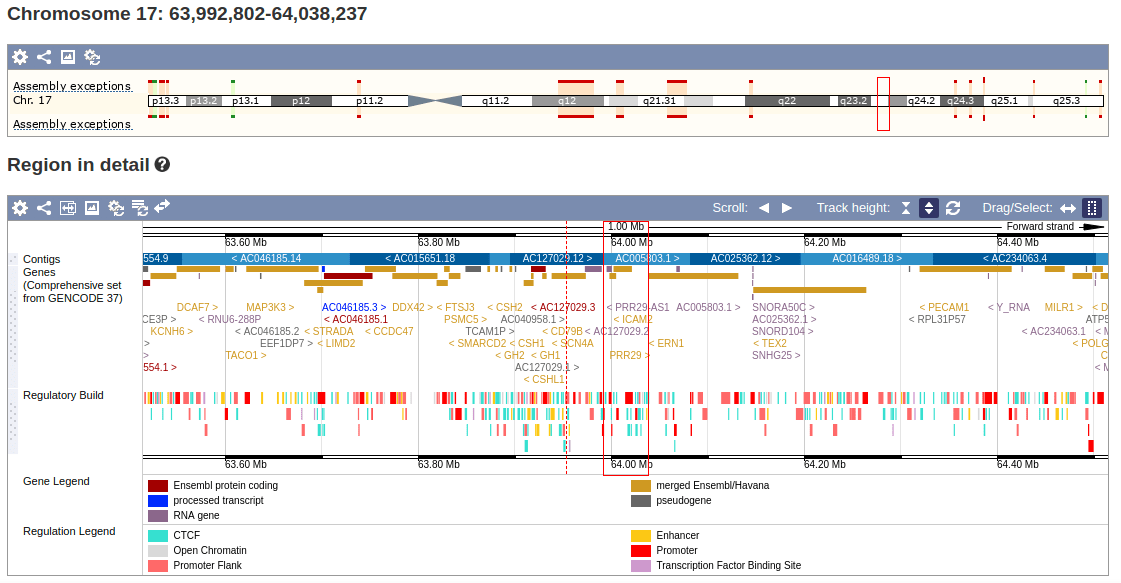 Chromosome 17: 63,992,802-64,038,237
Assembly exceptions
Chr. 17 p13.3 p13.2 p13.1 p12 p11.2 q11.2 q12 q21.31 q22 q23.2 q24.2 q24.3 q25.1 q25.3
Assembly exceptions
Region in detail ?
Scroll: Track height: Drag/Select:
1.00 Mb Forward strand
63.60 Mb 63.80 Mb 64.00 Mb 64.20 Mb 64.40 Mb
Contigs 554.9 < AC046185.14 < AC015651.18 AC127029.12 > AC005803.1 > AC025362.12 > AC016489.18 > < AC234063.4
Genes
(Comprehensive set
from GENCODE 37)
DCAF7 > MAP3K3 > AC046185.3 > DDX42 > < FTSJ3 < CSH2 < AC127029.3 < PRR29-AS1 AC005803.1 > SNORA50C > < PECAM1 < Y_RNA MILR1 > < D
CE3P > < RNU6-288P < AC046185.1 PSMC5 > AC040958.1 > < ICAM2 AC025362.1 > < RPL31P57 ATP5
KCNH6 > AC046185.2 < STRADA < CCDC47 TCAM1P > < CD79B < AC127029.2 SNORD104 > < AC234063.1 < M
> EEF1DP7 > < LIMD2 < SMARCD2 < CSH1 < SCN4A < ERN1 < TEX2 < POLG
> TACO1 > < GH2 < GH1 PRR29 > SNHG25 > C
554.1 > AC127029.1 > < M
< CSHL1
Regulatory Build
63.60 Mb 63.80 Mb 64.00 Mb 64.20 Mb 64.40 Mb
Gene Legend Ensembl protein coding merged Ensembl/Havana
processed transcript pseudogene
RNA gene
Regulation Legend CTCF Enhancer
Open Chromatin Promoter
Promoter Flank Transcription Factor Binding Site